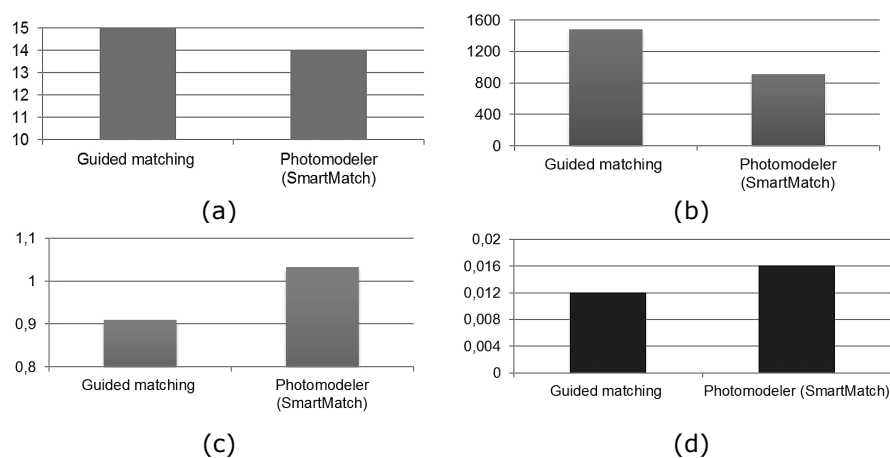 15
14
13
12
11
10
Guided matching
Photomodeler
(SmartMatch)
(a)
1600
1200
800
400
0
Guided matching
Photomodeler
(SmartMatch)
(b)
1,1
1
0,9
0,8
Guided matching
Photomodeler
(SmartMatch)
(c)
0,02
0,016
0,012
0,008
0,004
0
Guided matching
Photomodeler (SmartMatch)
(d)